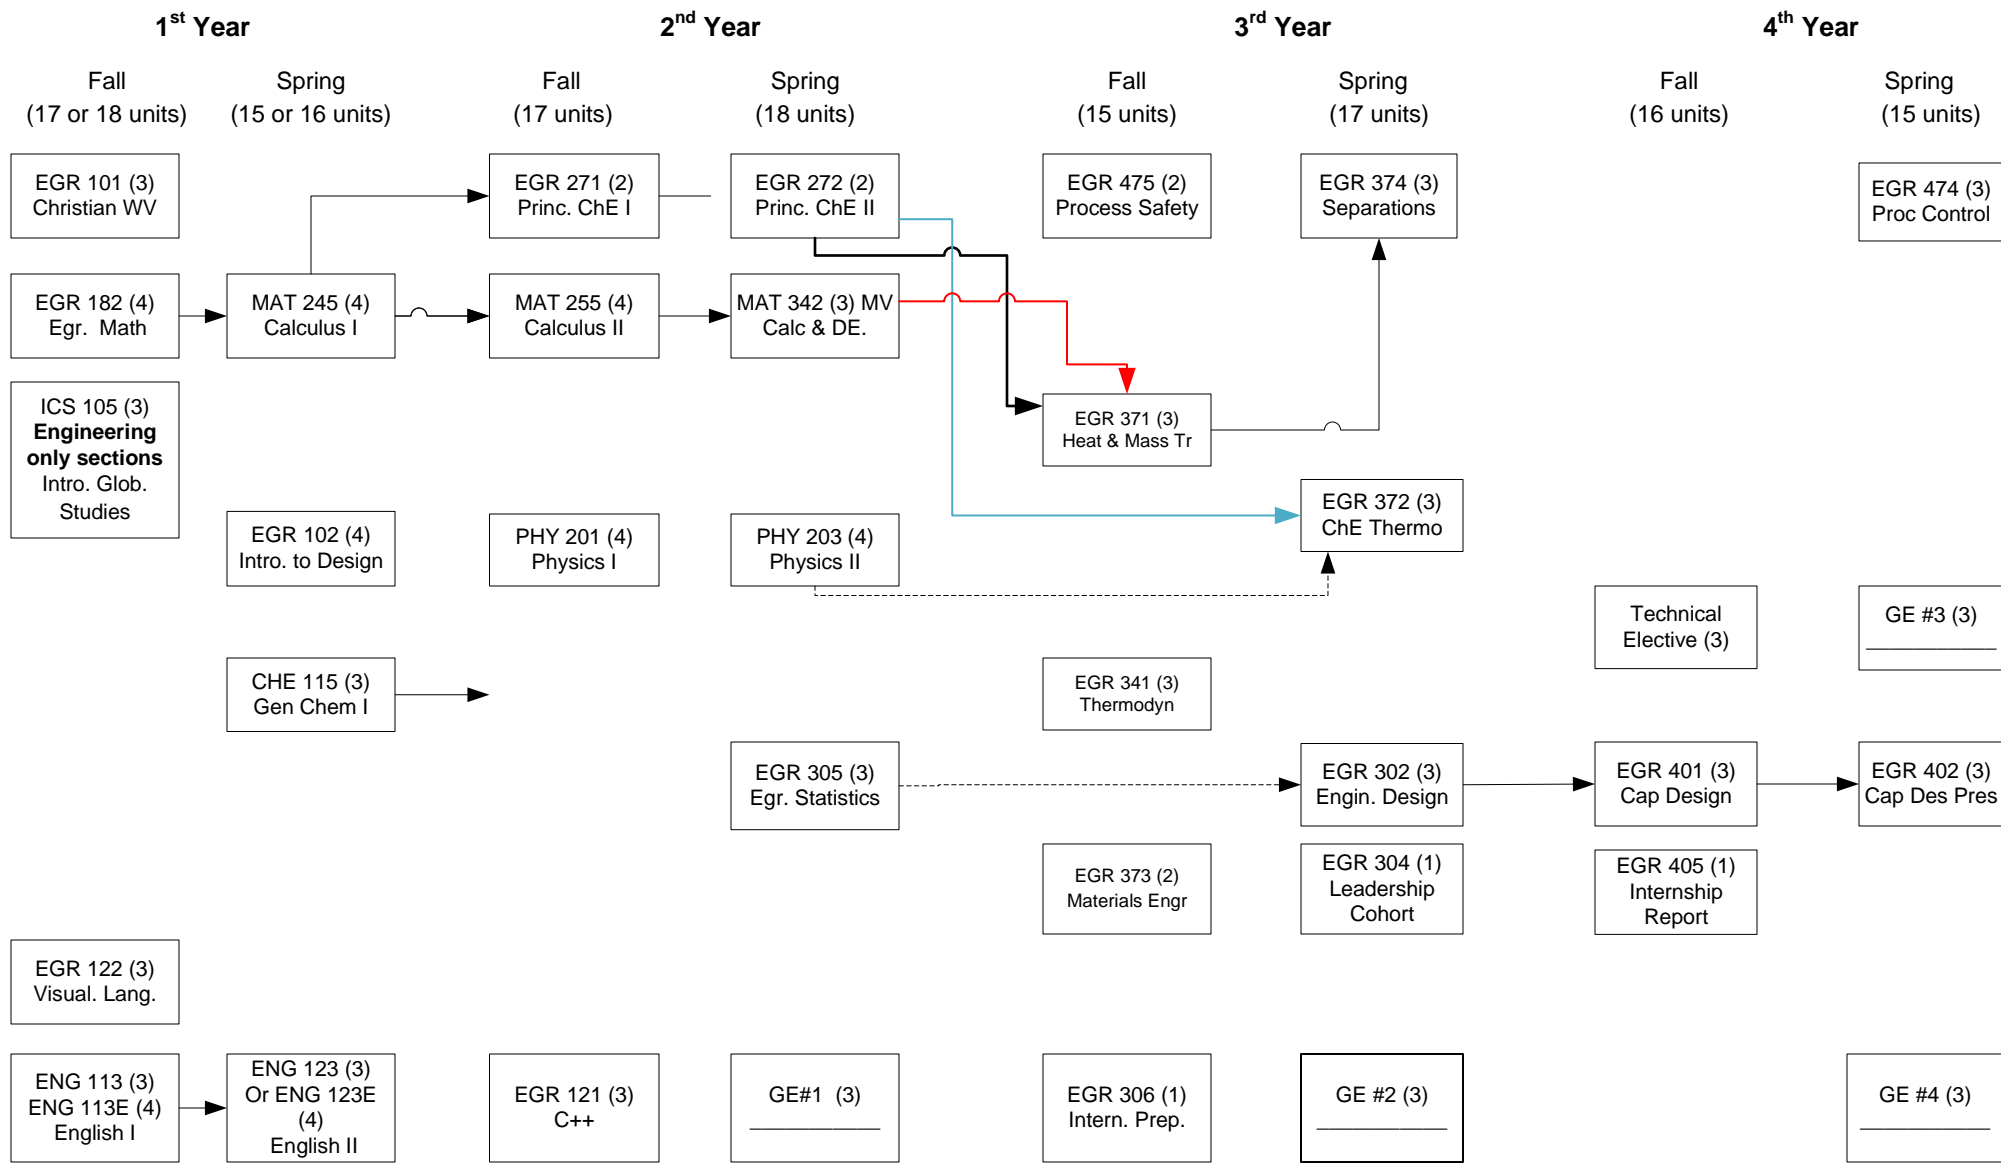 1st Year
2nd Year
3rd Year
4th Year
Fall
(17 or 18 units)
Spring
(15 or 16 units)
Fall
(17 units)
Spring
(18 units)
Fall
(15 units)
Spring
(17 units)
Fall
(16 units)
Spring
(15 units)
EGR 101 (3)
Christian WV
EGR 271 (2)
Princ. ChE I
EGR 272 (2)
Princ. ChE II
EGR 475 (2)
Process Safety
EGR 374 (3)
Separations
EGR 474 (3)
Proc Control
EGR 182 (4)
Egr. Math
MAT 245 (4)
Calculus I
MAT 255 (4)
Calculus II
MAT 342 (3) MV
Calc & DE.
ICS 105 (3)
Engineering
only sections
Intro. Glob.
Studies
EGR 371 (3)
Heat & Mass Tr
EGR 372 (3)
ChE Thermo
EGR 102 (4)
Intro. to Design
PHY 201 (4)
Physics I
PHY 203 (4)
Physics II
Technical
Elective (3)
GE #3 (3)
CHE 115 (3)
Gen Chem I
EGR 341 (3)
Thermodyn
EGR 305 (3)
Egr. Statistics
EGR 302 (3)
Engin. Design
EGR 401 (3)
Cap Design
EGR 402 (3)
Cap Des Pres
EGR 373 (2)
Materials Engr
EGR 304 (1)
Leadership
Cohort
EGR 405 (1)
Internship
Report
EGR 122 (3)
Visual. Lang.
ENG 113 (3)
ENG 113E (4)
English I
ENG 123 (3)
Or ENG 123E
(4)
English II
EGR 121 (3)
C++
GE#1 (3)
EGR 306 (1)
Intern. Prep.
GE #2 (3)
GE #4 (3)